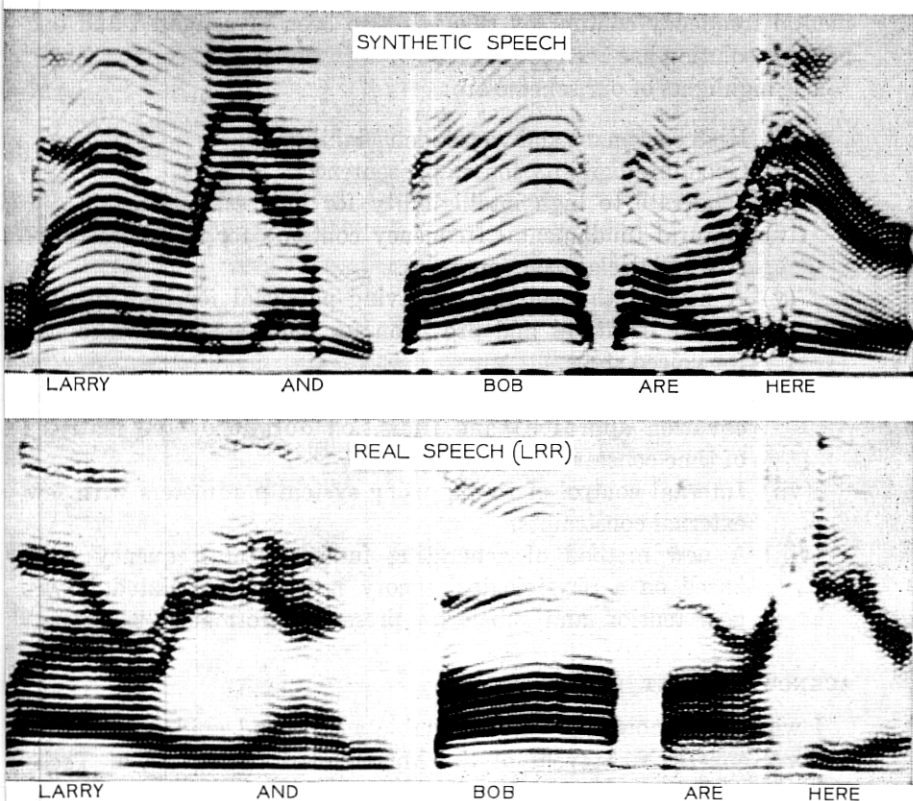 SYNTHETIC SPEECH
LARRY AND BOB ARE HERE
REAL SPEECH (LRR)
LARRY AND BOB ARE HERE